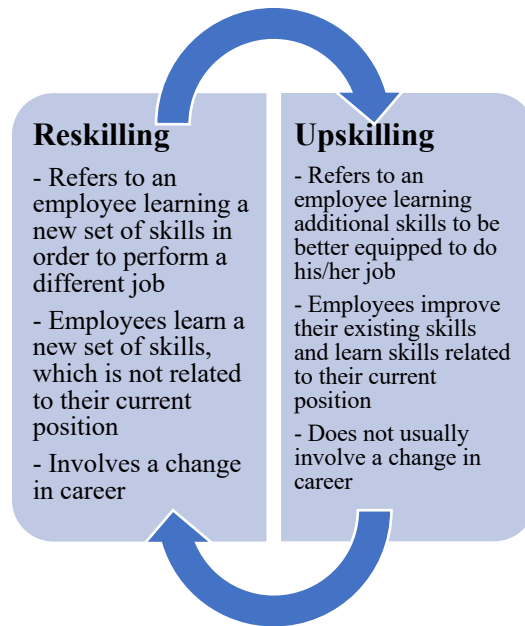 Reskilling
- Refers to an
employee learning a
new set of skills in
order to perform a
different job
- Employees learn a
new set of skills,
which is not related
to their current
position
- Involves a change
in career
Upskilling
- Refers to an
employee learning
additional skills to be
better equipped to do
his/her job
- Employees improve
their existing skills
and learn skills related
to their current
position
- Does not usually
involve a change in
career